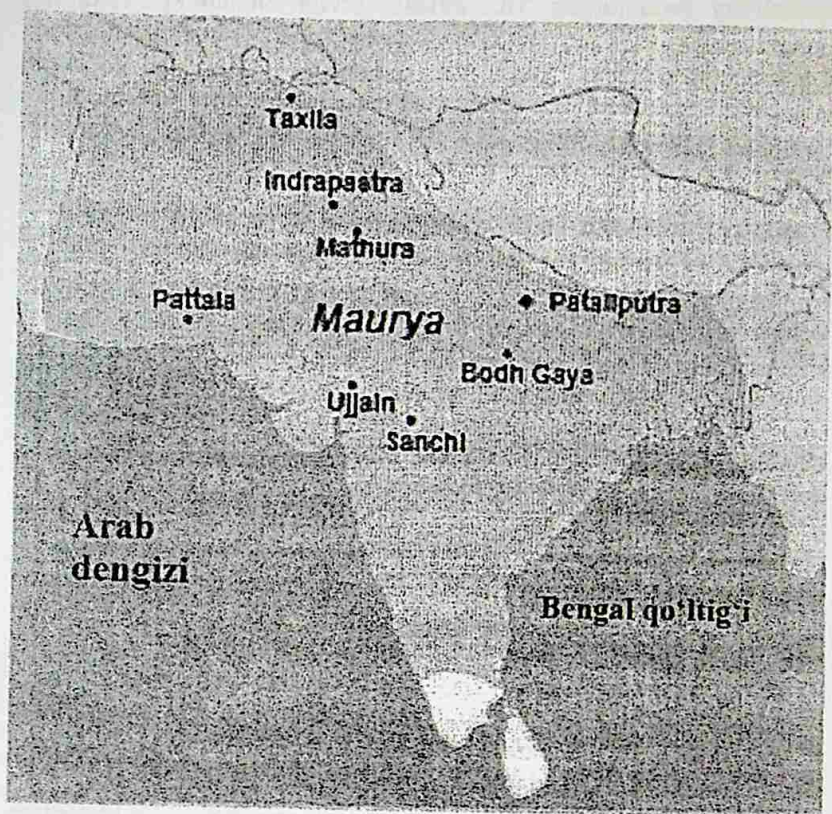 Taxila
Indrapastra
Mathura
Pattala
Maurya
Pataliputra
Bodh Gaya
Ujjain
Sanchi
Arab
dengizi
Bengal qo‘ltig‘i